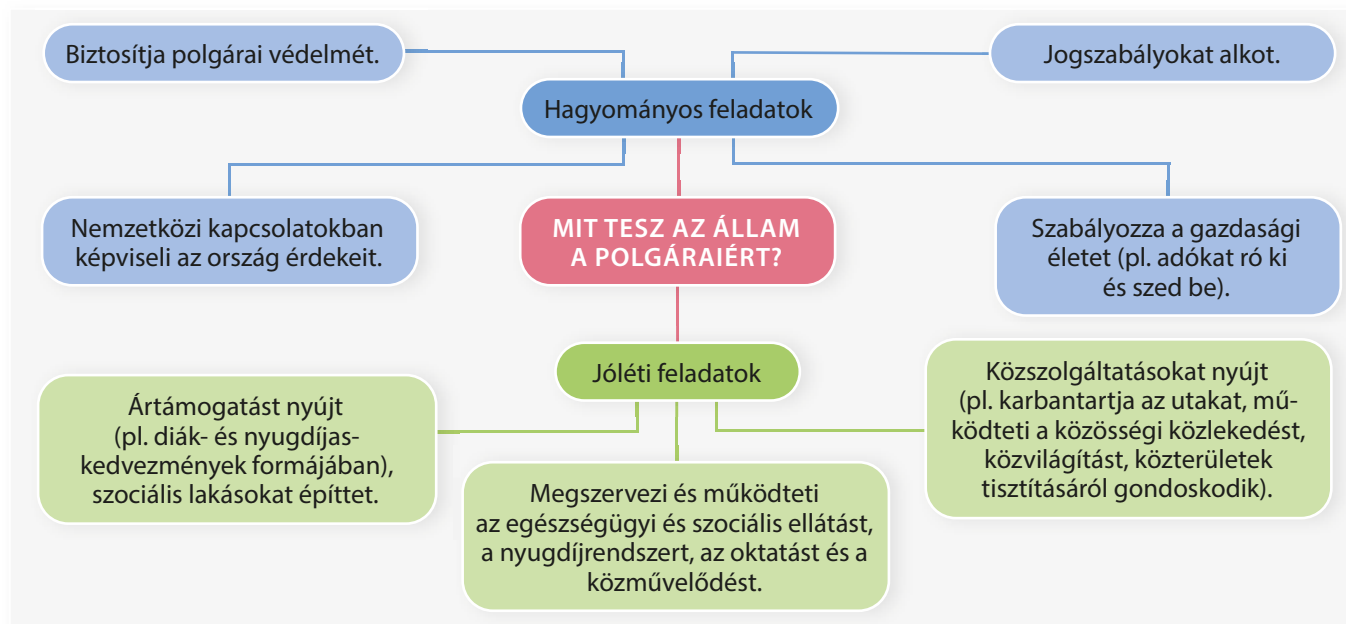 Biztosítja polgárai védelmét.
Jogszabályokat alkot.
Hagyományos feladatok
Nemzetközi kapcsolatokban
képviseli az ország érdekeit.
MIT TESZ AZ ÁLLAM
A POLGÁRAIÉRT?
Szabályozza a gazdasági
életet (pl. adókat ró ki
és szed be).
Jóléti feladatok
Ártámogatást nyújt
(pl. diák- és nyugdíjas-
kedvezmények formájában),
szociális lakásokat építtet.
Megszervezi és működteti
az egészségügyi és szociális ellátást,
a nyugdíjrendszert, az oktatást és a
közművelődést.
Közszolgáltatásokat nyújt
(pl. karbantartja az utakat, mű-
ködteti a közösségi közlekedést,
közvilágítást, közterületek
tisztításáról gondoskodik).